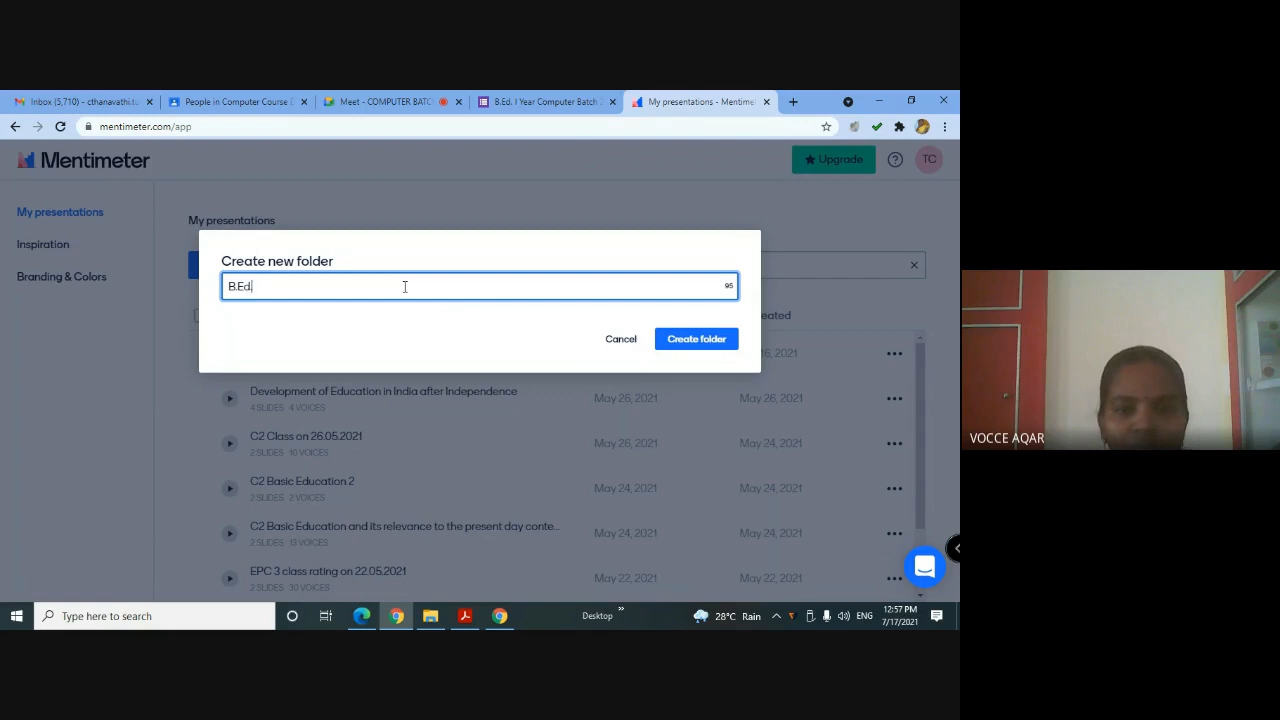 Inbox (5,710) - cthanavathi.tu
People in Computer Course D
Meet - COMPUTER BATC
B.Ed. I Year Computer Batch 2
My presentations - Mentime
mentimeter.com/app
Mentimeter
Upgrade
TC
My presentations
Inspiration
Branding & Colors
My presentations
Create new folder
B.Ed.
95
Cancel
Create folder
eated
16, 2021
Development of Education in India after Independence
4 SLIDES 4 VOICES
May 26, 2021
May 26, 2021
C2 Class on 26.05.2021
2 SLIDES 10 VOICES
May 26, 2021
May 24, 2021
C2 Basic Education 2
2 SLIDES 2 VOICES
May 24, 2021
May 24, 2021
C2 Basic Education and its relevance to the present day conte...
2 SLIDES 13 VOICES
May 24, 2021
May 24, 2021
EPC 3 class rating on 22.05.2021
2 SLIDES 30 VOICES
May 22, 2021
May 22, 2021
VOCCE AQAR
Type here to search
Desktop
28°C Rain
ENG
12:57 PM
7/17/2021